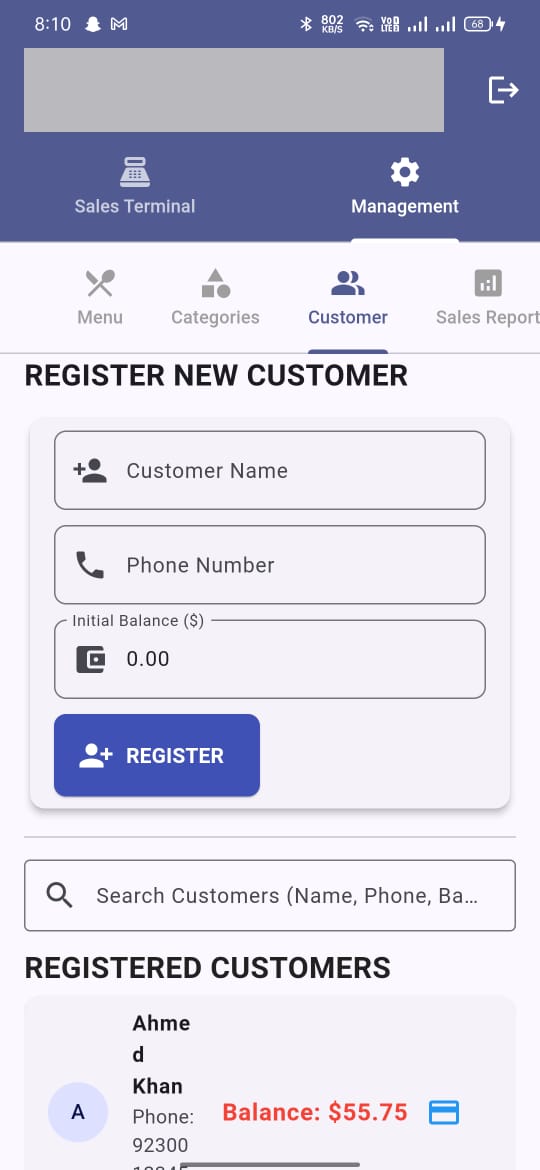 8:10
802
KB/S
Vo
LTE
68
Sales Terminal
Management
Menu
Categories
Customer
Sales Report
REGISTER NEW CUSTOMER
Customer Name
Phone Number
Initial Balance ($)
0.00
REGISTER
Search Customers (Name, Phone, Ba...
REGISTERED CUSTOMERS
A
Ahme
d
Khan
Phone:
92300
Balance: $55.75